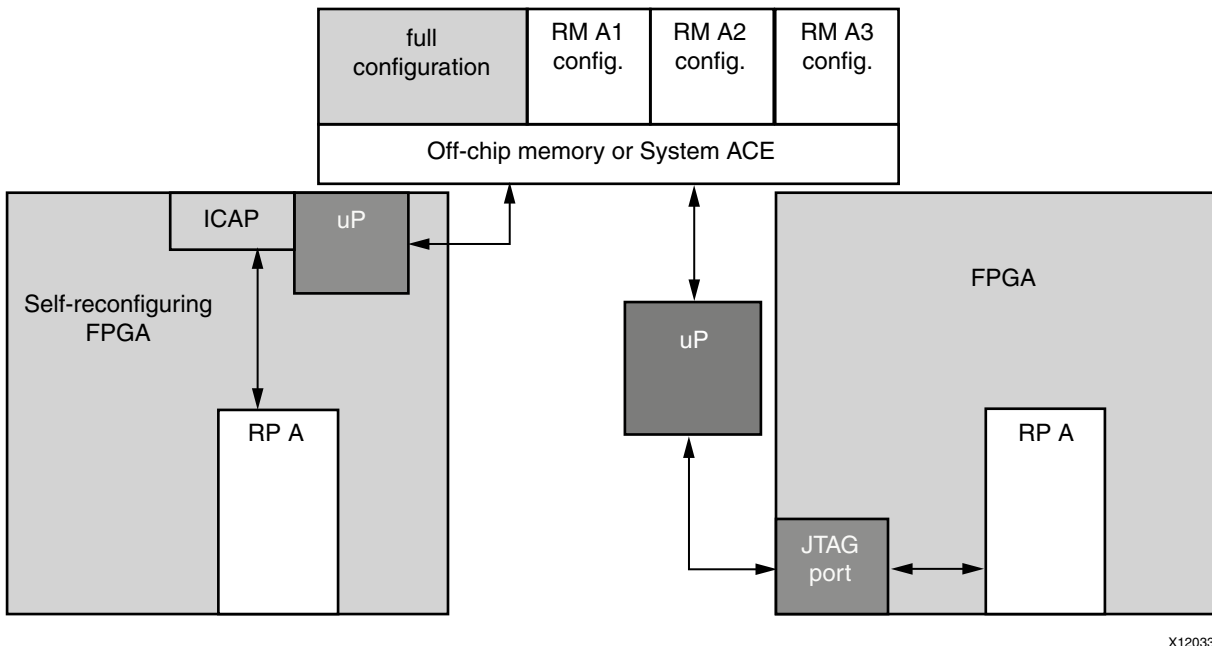 full
configuration
RM A1
config.
RM A2
config.
RM A3
config.
Off-chip memory or System ACE
ICAP
uP
Self-reconfiguring
FPGA
RP A
uP
FPGA
RP A
JTAG
port
X12033